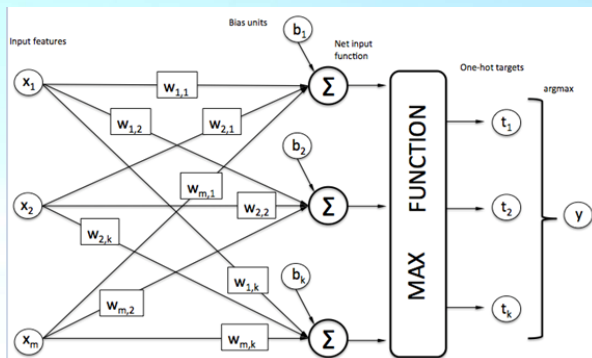 Input features
Bias units
b1
Net input
function
One-hot targets
argmax
x1
w1,1
Σ
w1,2
w2,1
t1
b2
wm,1
x2
w2,2
Σ
t2
y
w2,k
w1,k
bk
wm,2
tk
xm
wm,k
Σ
MAX FUNCTION